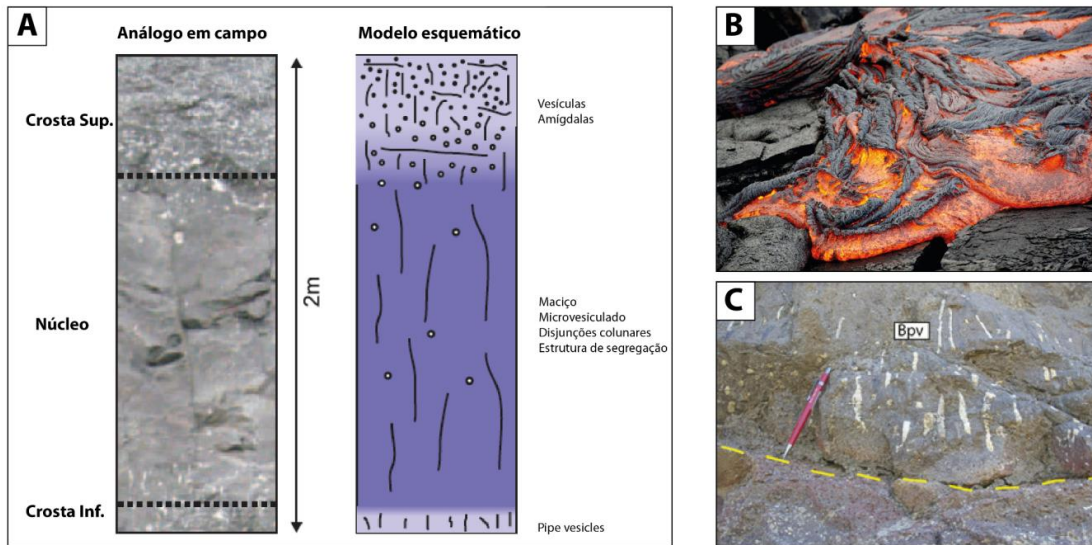 A
Análogo em campo
Modelo esquemático
Crosta Sup.
Núcleo
Crosta Inf.
2m
Vesículas
Amígdalas
Maciço
Microvesiculado
Disjunções colunares
Estrutura de segregação
Pipe vesicles
B
C
Bpv